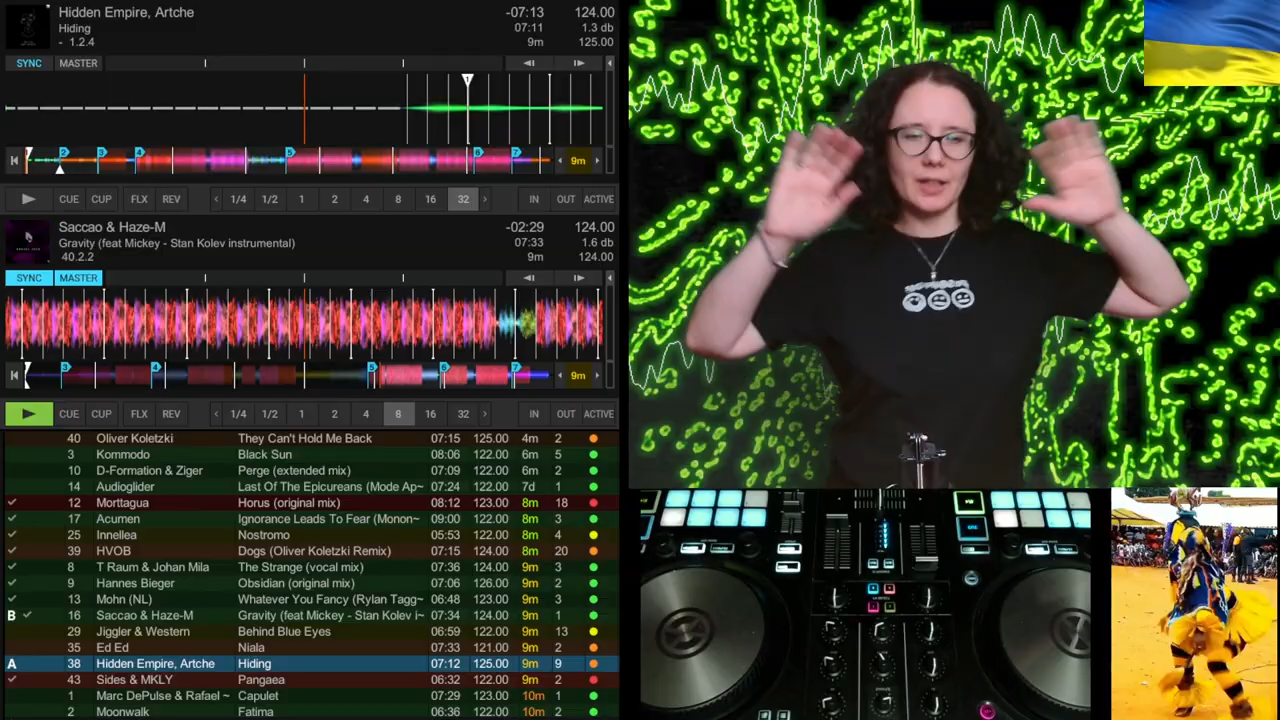 Hidden Empire, Artche -07:13 124.00
Hiding 07:11 1.3 db
- 1.2.4 9m 125.00
SYNC MASTER
1
2 3 4 5 6 7 9m
CUE CUP FLX REV 1/4 1/2 1 2 4 8 16 32 IN OUT ACTIVE
Saccao & Haze-M -02:29 124.00
Gravity (feat Mickey - Stan Kolev instrumental) 07:33 1.6 db
40.2.2 9m 124.00
SYNC MASTER
3 4 5 6 7 9m
CUE CUP FLX REV 1/4 1/2 1 2 4 8 16 32 IN OUT ACTIVE
40 Oliver Koletzki They Can't Hold Me Back 07:15 125.00 4m 2
3 Kommodo Black Sun 08:06 122.00 6m 5
10 D-Formation & Ziger Perge (extended mix) 07:09 122.00 6m 2
14 Audioglider Last Of The Epicureans (Mode Ap~ 07:24 122.00 7d 1
12 Morttagua Horus (original mix) 08:12 123.00 8m 18
17 Acumen Ignorance Leads To Fear (Monon~ 09:00 122.00 8m 3
25 Innellea Nostromo 05:53 122.00 8m 4
39 HVOB Dogs (Oliver Koletzki Remix) 07:15 124.00 8m 20
8 T Raum & Johan Mila The Strange (vocal mix) 07:36 124.00 9m 3
9 Hannes Bieger Obsidian (original mix) 07:06 126.00 9m 2
13 Mohn (NL) Whatever You Fancy (Rylan Tagg~ 06:48 123.00 9m 3
B 16 Saccao & Haze-M Gravity (feat Mickey - Stan Kolev i~ 07:34 124.00 9m 1
29 Jiggler & Western Behind Blue Eyes 06:59 122.00 9m 13
35 Ed Ed Niala 07:33 121.00 9m 2
A 38 Hidden Empire, Artche Hiding 07:12 125.00 9m 9
43 Sides & MKLY Pangaea 06:32 122.00 9m 2
1 Marc DePulse & Rafael ~ Capulet 07:29 123.00 10m 1
2 Moonwalk Fatima 06:36 122.00 10m 2